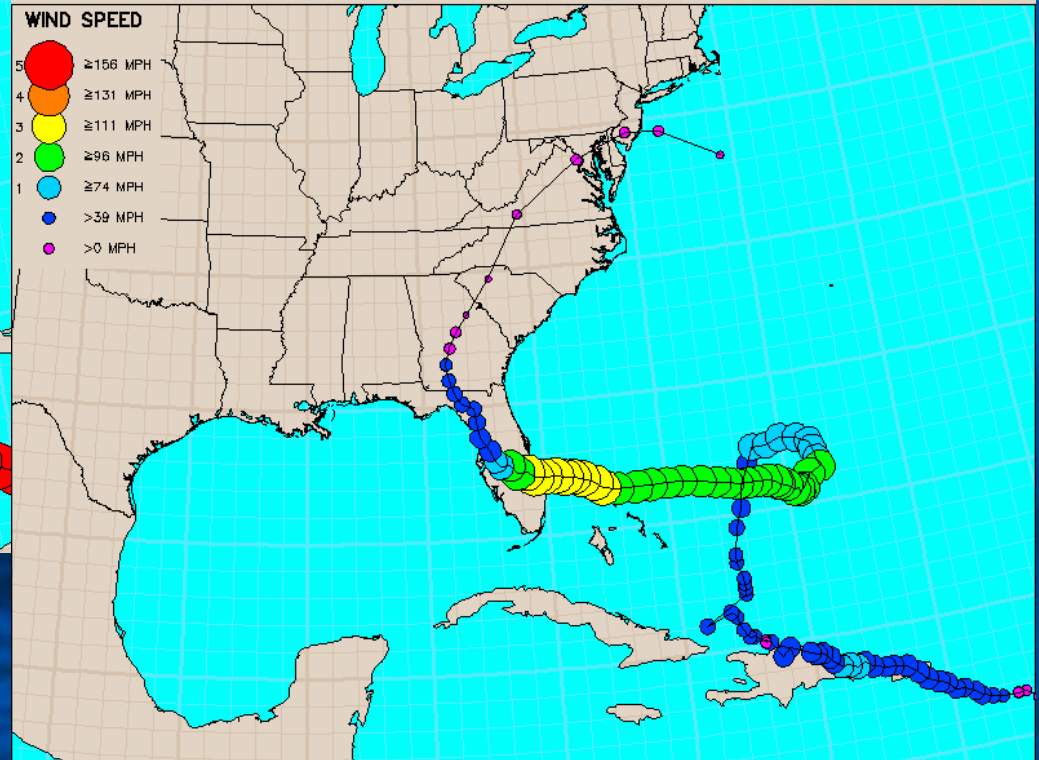 WIND SPEED
5 ≥156 MPH
4 ≥131 MPH
3 ≥111 MPH
2 ≥96 MPH
1 ≥74 MPH
>39 MPH
>0 MPH